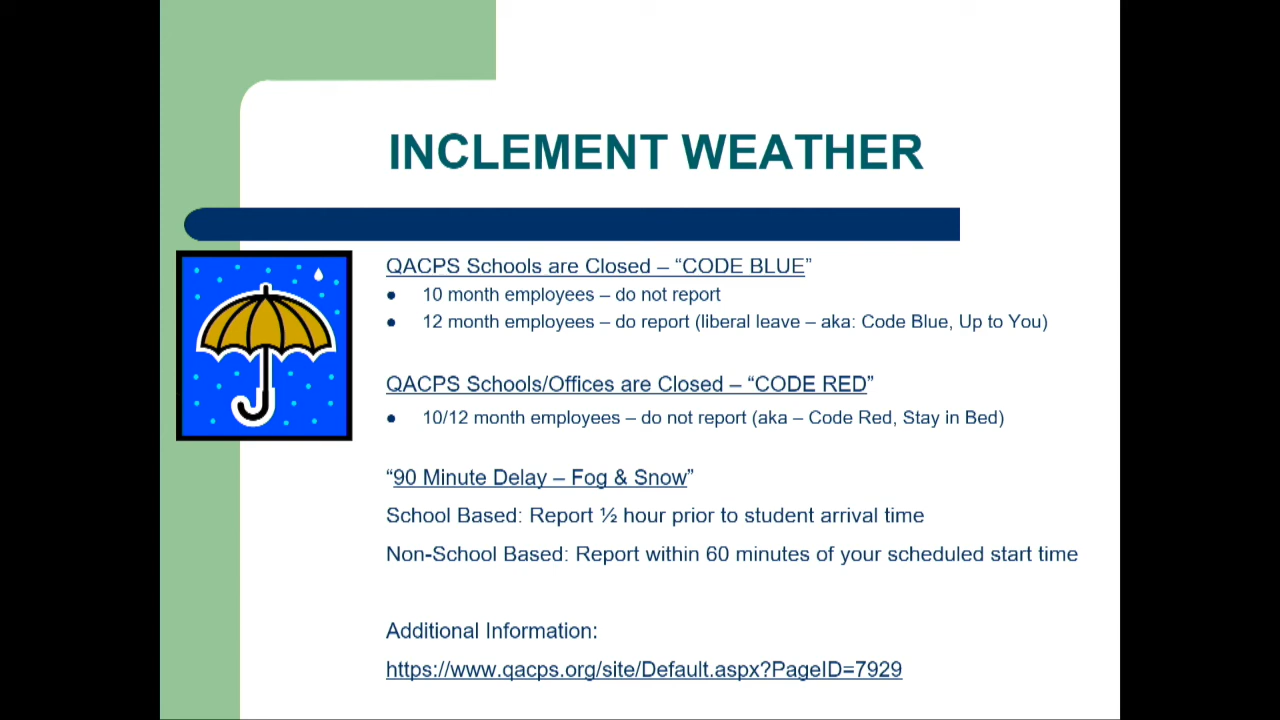 INCLEMENT WEATHER
QACPS Schools are Closed – “CODE BLUE”
● 10 month employees – do not report
● 12 month employees – do report (liberal leave – aka: Code Blue, Up to You)
QACPS Schools/Offices are Closed – “CODE RED”
● 10/12 month employees – do not report (aka – Code Red, Stay in Bed)
“90 Minute Delay – Fog & Snow”
School Based: Report ½ hour prior to student arrival time
Non-School Based: Report within 60 minutes of your scheduled start time
Additional Information:
https://www.qacps.org/site/Default.aspx?PageID=7929